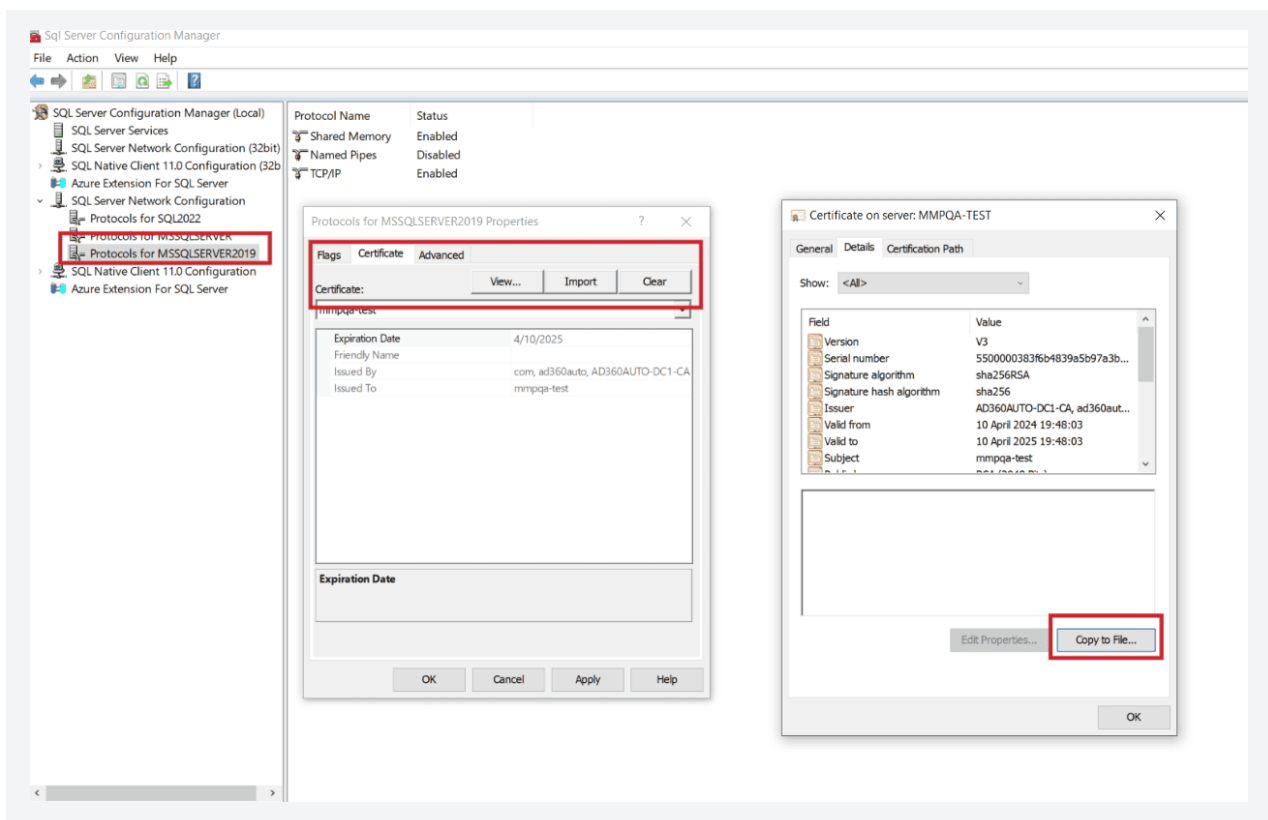 Sql Server Configuration Manager
File Action View Help
SQL Server Configuration Manager (Local)
SQL Server Services
SQL Server Network Configuration (32bit)
SQL Native Client 11.0 Configuration (32b
Azure Extension For SQL Server
SQL Server Network Configuration
Protocols for SQL2022
Protocols for MSSQLSERVER
Protocols for MSSQLSERVER2019
SQL Native Client 11.0 Configuration
Azure Extension For SQL Server
Protocol Name Status
Shared Memory Enabled
Named Pipes Disabled
TCP/IP Enabled
Protocols for MSSQLSERVER2019 Properties ? ×
Flags Certificate Advanced
Certificate: View... Import Clear
mmpqa-test
Expiration Date 4/10/2025
Friendly Name
Issued By com, ad360auto, AD360AUTO-DC1-CA
Issued To mmpqa-test
Expiration Date
OK Cancel Apply Help
Certificate on server: MMPQA-TEST ×
General Details Certification Path
Show: <All>
Field Value
Version V3
Serial number 5500000383f6b4839a5b97a3b...
Signature algorithm sha256RSA
Signature hash algorithm sha256
Issuer AD360AUTO-DC1-CA, ad360aut...
Valid from 10 April 2024 19:48:03
Valid to 10 April 2025 19:48:03
Subject mmpqa-test
Edit Properties... Copy to File...
OK